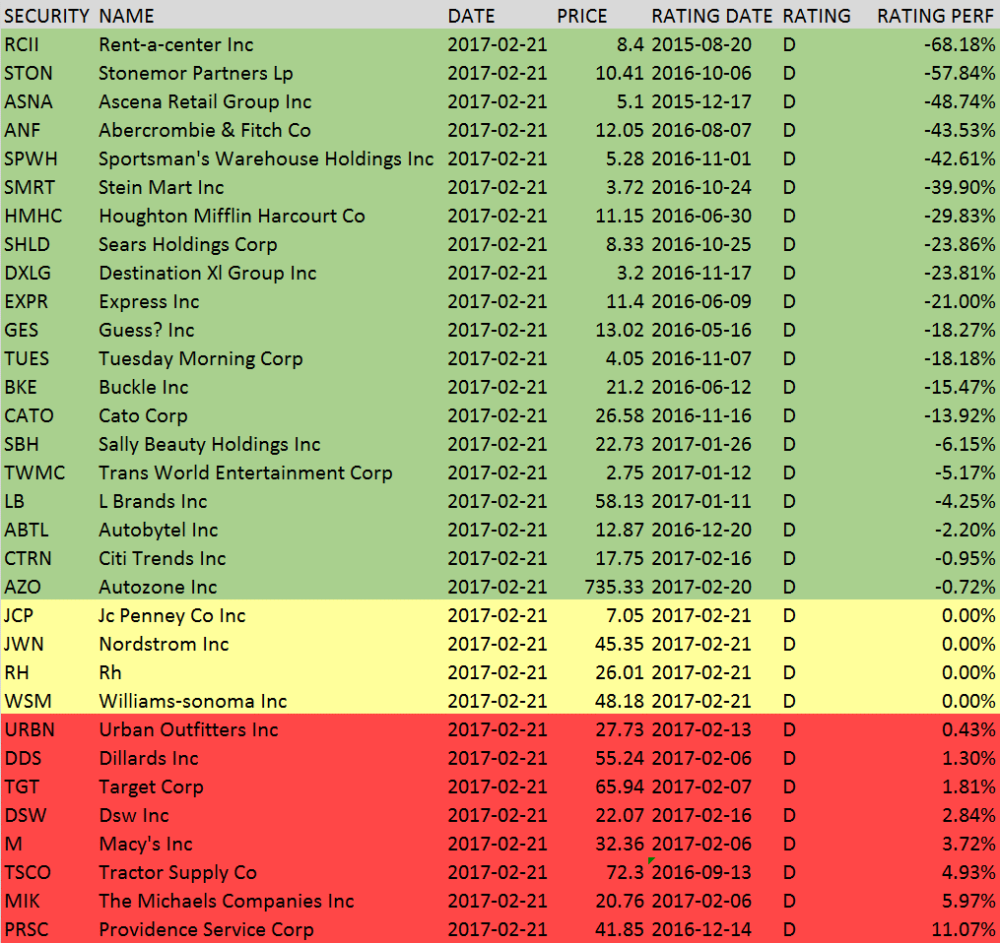 SECURITY NAME DATE PRICE RATING DATE RATING RATING PERF
RCII Rent-a-center Inc 2017-02-21 8.4 2015-08-20 D -68.18%
STON Stonemor Partners Lp 2017-02-21 10.41 2016-10-06 D -57.84%
ASNA Ascena Retail Group Inc 2017-02-21 5.1 2015-12-17 D -48.74%
ANF Abercrombie & Fitch Co 2017-02-21 12.05 2016-08-07 D -43.53%
SPWH Sportsman's Warehouse Holdings Inc 2017-02-21 5.28 2016-11-01 D -42.61%
SMRT Stein Mart Inc 2017-02-21 3.72 2016-10-24 D -39.90%
HMHC Houghton Mifflin Harcourt Co 2017-02-21 11.15 2016-06-30 D -29.83%
SHLD Sears Holdings Corp 2017-02-21 8.33 2016-10-25 D -23.86%
DXLG Destination Xl Group Inc 2017-02-21 3.2 2016-11-17 D -23.81%
EXPR Express Inc 2017-02-21 11.4 2016-06-09 D -21.00%
GES Guess? Inc 2017-02-21 13.02 2016-05-16 D -18.27%
TUES Tuesday Morning Corp 2017-02-21 4.05 2016-11-07 D -18.18%
BKE Buckle Inc 2017-02-21 21.2 2016-06-12 D -15.47%
CATO Cato Corp 2017-02-21 26.58 2016-11-16 D -13.92%
SBH Sally Beauty Holdings Inc 2017-02-21 22.73 2017-01-26 D -6.15%
TWMC Trans World Entertainment Corp 2017-02-21 2.75 2017-01-12 D -5.17%
LB L Brands Inc 2017-02-21 58.13 2017-01-11 D -4.25%
ABTL Autobytel Inc 2017-02-21 12.87 2016-12-20 D -2.20%
CTRN Citi Trends Inc 2017-02-21 17.75 2017-02-16 D -0.95%
AZO Autozone Inc 2017-02-21 735.33 2017-02-20 D -0.72%
JCP Jc Penney Co Inc 2017-02-21 7.05 2017-02-21 D 0.00%
JWN Nordstrom Inc 2017-02-21 45.35 2017-02-21 D 0.00%
RH Rh 2017-02-21 26.01 2017-02-21 D 0.00%
WSM Williams-sonoma Inc 2017-02-21 48.18 2017-02-21 D 0.00%
URBN Urban Outfitters Inc 2017-02-21 27.73 2017-02-13 D 0.43%
DDS Dillards Inc 2017-02-21 55.24 2017-02-06 D 1.30%
TGT Target Corp 2017-02-21 65.94 2017-02-07 D 1.81%
DSW Dsw Inc 2017-02-21 22.07 2017-02-16 D 2.84%
M Macy's Inc 2017-02-21 32.36 2017-02-06 D 3.72%
TSCO Tractor Supply Co 2017-02-21 72.3 2016-09-13 D 4.93%
MIK The Michaels Companies Inc 2017-02-21 20.76 2017-02-06 D 5.97%
PRSC Providence Service Corp 2017-02-21 41.85 2016-12-14 D 11.07%